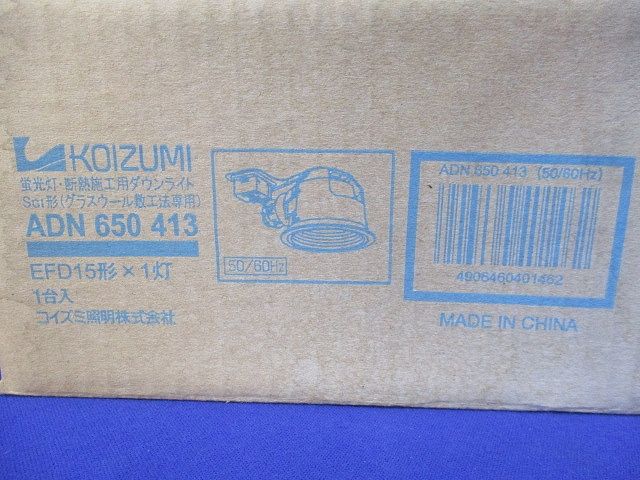 KOIZUMI
蛍光灯・断熱施工用ダウンライト
SGI形(グラスウール敷工法専用)
ADN 650 413
EFD15形×1灯
1台入
コイズミ照明株式会社
50/60Hz
ADN 650 413 (50/60Hz)
4906460401462
MADE IN CHINA